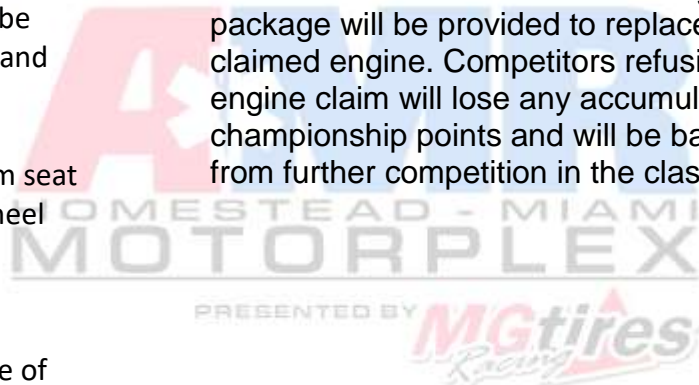 be
and
m seat
heel
e of
package will be provided to replace
claimed engine. Competitors refusi
engine claim will lose any accumul
championship points and will be ba
from further competition in the clas
AMR
HOMESTEAD - MIAMI
MOTORPLEX
PRESENTED BY MGtires
Racing